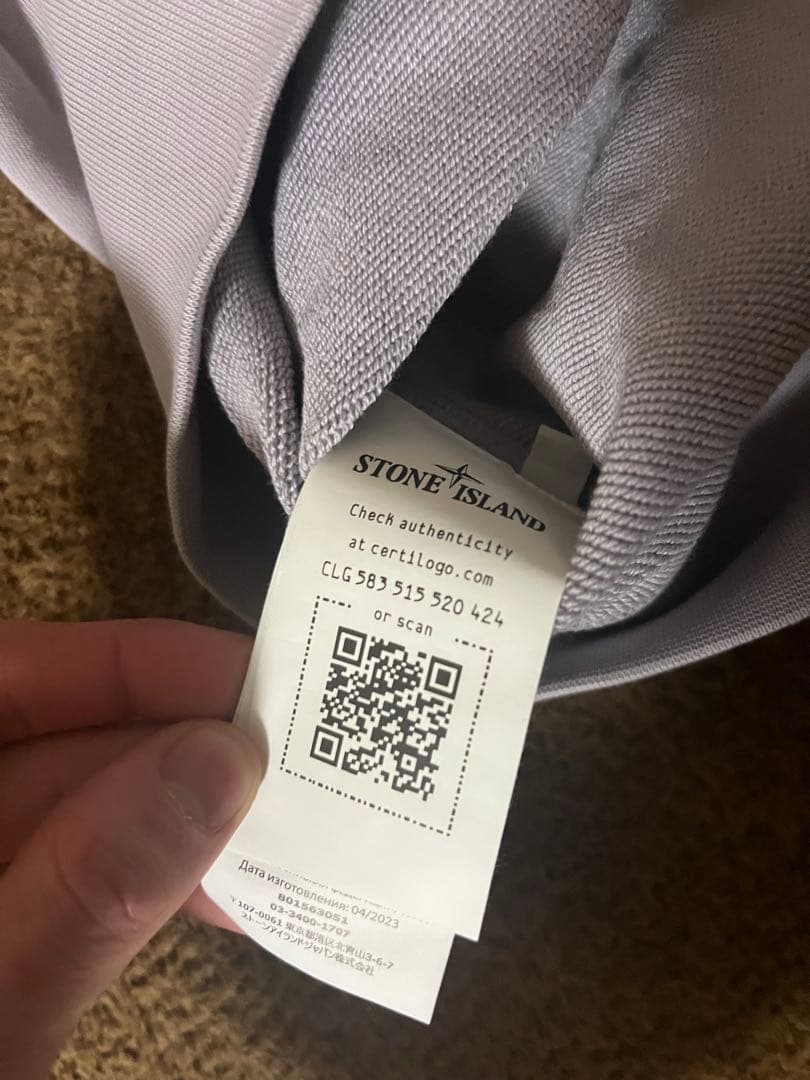 STONE ISLAND
Check authenticity
at certilogo.com
CLG 583 515 520 424
or scan
Дата изготовления: 04/2023
801563051
03-3400-1707
〒107-0061 東京都港区北青山3-6-7
ストーンアイランドジャパン株式会社